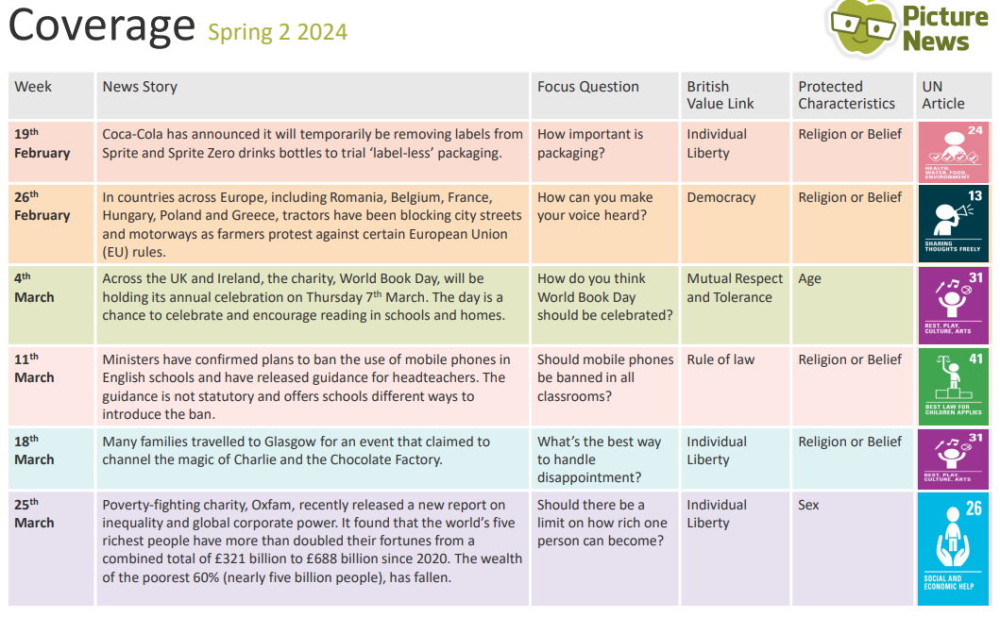 Coverage Spring 2 2024
Picture
News
Week
News Story
Focus Question
British
Value Link
Protected
Characteristics
UN
Article
19th
February
Coca-Cola has announced it will temporarily be removing labels from
Sprite and Sprite Zero drinks bottles to trial ‘label-less’ packaging.
How important is
packaging?
Individual
Liberty
Religion or Belief
24
HEALTH,
WATER, FOOD,
ENVIRONMENT
26th
February
In countries across Europe, including Romania, Belgium, France,
Hungary, Poland and Greece, tractors have been blocking city streets
and motorways as farmers protest against certain European Union
(EU) rules.
How can you make
your voice heard?
Democracy
Religion or Belief
13
SHARING
THOUGHTS FREELY
4th
March
Across the UK and Ireland, the charity, World Book Day, will be
holding its annual celebration on Thursday 7th March. The day is a
chance to celebrate and encourage reading in schools and homes.
How do you think
World Book Day
should be celebrated?
Mutual Respect
and Tolerance
Age
31
REST, PLAY,
CULTURE, ARTS
11th
March
Ministers have confirmed plans to ban the use of mobile phones in
English schools and have released guidance for headteachers. The
guidance is not statutory and offers schools different ways to
introduce the ban.
Should mobile phones
be banned in all
classrooms?
Rule of law
Religion or Belief
41
BEST LAW FOR
CHILDREN APPLIES
18th
March
Many families travelled to Glasgow for an event that claimed to
channel the magic of Charlie and the Chocolate Factory.
What’s the best way
to handle
disappointment?
Individual
Liberty
Religion or Belief
31
REST, PLAY,
CULTURE, ARTS
25th
March
Poverty-fighting charity, Oxfam, recently released a new report on
inequality and global corporate power. It found that the world’s five
richest people have more than doubled their fortunes from a
combined total of £321 billion to £688 billion since 2020. The wealth
of the poorest 60% (nearly five billion people), has fallen.
Should there be a
limit on how rich one
person can become?
Individual
Liberty
Sex
26
SOCIAL AND
ECONOMIC HELP